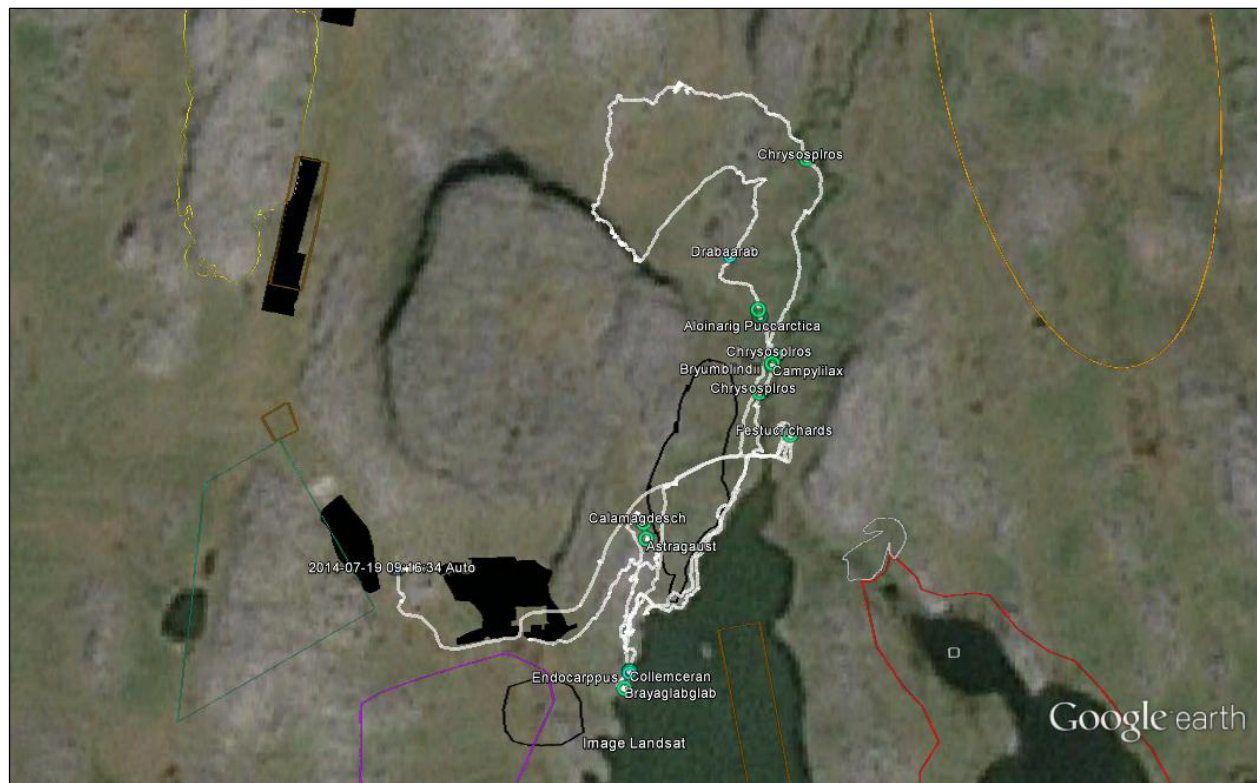 Chrysosplros
Drabaarab
Aloinarig Puccarctica
Chrysosplros
Bryumblindii Campylilax
Chrysosplros
Festucrichards
Calamagdesch
Astragaust
2014-07-19 09:16:34 Auto
Endocarppus Collemceran
Brayaglabglab
Google earth
Image Landsat